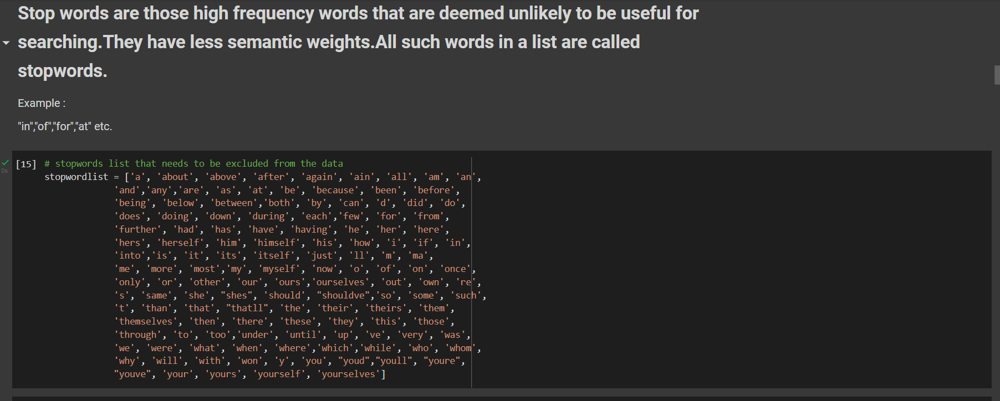 Stop words are those high frequency words that are deemed unlikely to be useful for
searching.They have less semantic weights.All such words in a list are called
stopwords.
Example :
"in","of","for","at" etc.
[15] # stopwords list that needs to be excluded from the data
0s
stopwordlist = ['a', 'about', 'above', 'after', 'again', 'ain', 'all', 'am', 'an',
'and','any','are', 'as', 'at', 'be', 'because', 'been', 'before',
'being', 'below', 'between','both', 'by', 'can', 'd', 'did', 'do',
'does', 'doing', 'down', 'during', 'each','few', 'for', 'from',
'further', 'had', 'has', 'have', 'having', 'he', 'her', 'here',
'hers', 'herself', 'him', 'himself', 'his', 'how', 'i', 'if', 'in',
'into','is', 'it', 'its', 'itself', 'just', 'll', 'm', 'ma',
'me', 'more', 'most','my', 'myself', 'now', 'o', 'of', 'on', 'once',
'only', 'or', 'other', 'our', 'ours','ourselves', 'out', 'own', 're',
's', 'same', 'she', "shes", 'should', "shouldve",'so', 'some', 'such',
't', 'than', 'that', "thatll", 'the', 'their', 'theirs', 'them',
'themselves', 'then', 'there', 'these', 'they', 'this', 'those',
'through', 'to', 'too','under', 'until', 'up', 've', 'very', 'was',
'we', 'were', 'what', 'when', 'where','which','while', 'who', 'whom',
'why', 'will', 'with', 'won', 'y', 'you', "youd","youll", "youre",
"youve", 'your', 'yours', 'yourself', 'yourselves']